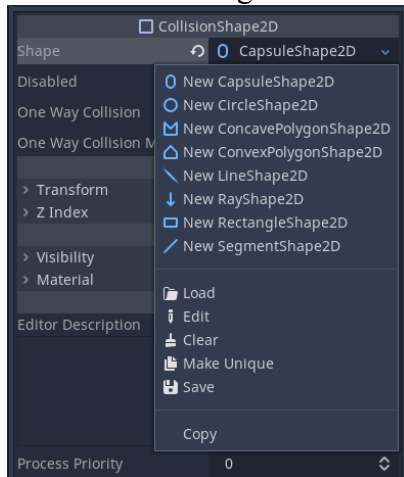 CollisionShape2D
Shape CapsuleShape2D
Disabled
New CapsuleShape2D
One Way Collision
New CircleShape2D
New ConcavePolygonShape2D
One Way Collision M
New ConvexPolygonShape2D
New LineShape2D
> Transform
New RayShape2D
> Z Index
New RectangleShape2D
New SegmentShape2D
> Visibility
> Material
Load
Editor Description
Edit
Clear
Make Unique
Save
Copy
Process Priority 0